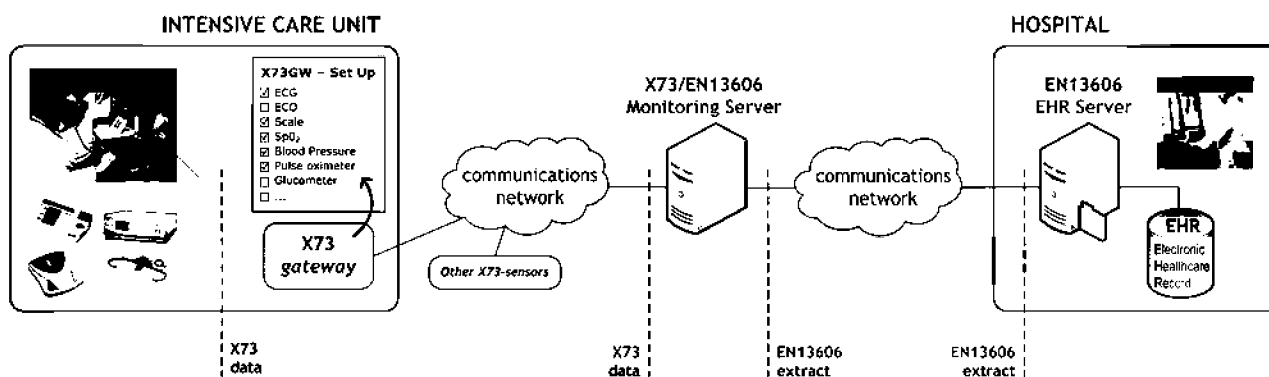 INTENSIVE CARE UNIT
HOSPITAL
X73GW – Set Up
ECG
ECO
Scale
SpO₂
Blood Pressure
Pulse oximeter
Glucometer
...
X73
gateway
communications
network
Other X73-sensors
X73/EN13606
Monitoring Server
communications
network
EN13606
EHR Server
EHR
Electronic
Healthcare
Record
X73
data
X73
data
EN13606
extract
EN13606
extract